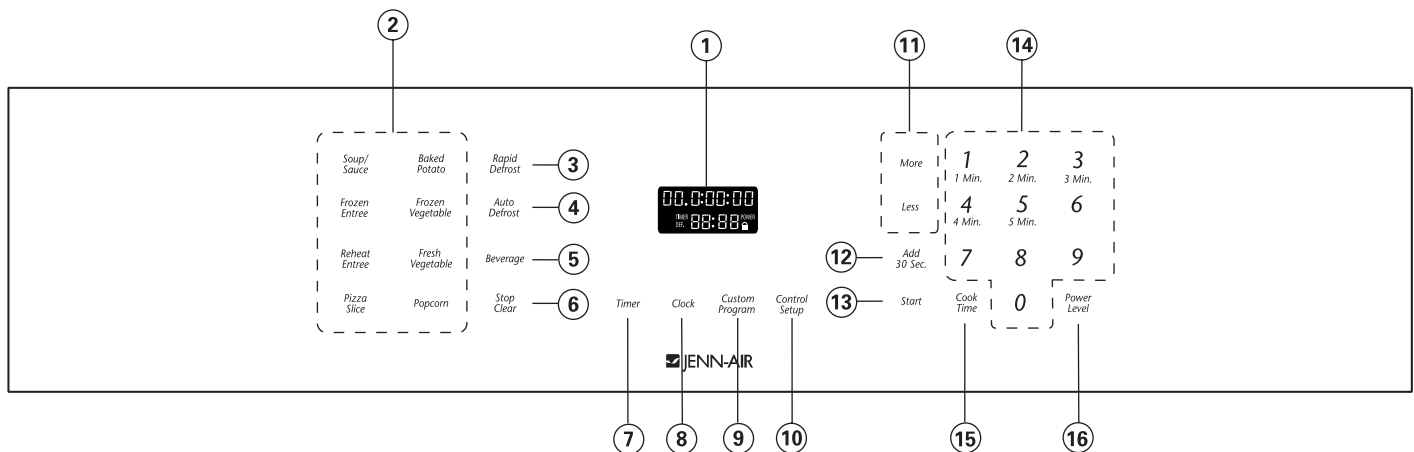 2
1
11
14
Soup/
Sauce
Baked
Potato
Rapid
Defrost
3
Frozen
Entree
Frozen
Vegetable
Auto
Defrost
4
Reheat
Entree
Fresh
Vegetable
Beverage
5
Pizza
Slice
Popcorn
Stop
Clear
6
00.0:00:00
TIMER
DEF.
88:88
POWER
Timer
Clock
Custom
Program
Control
Setup
JENN-AIR
More
Less
12
Add
30 Sec.
13
Start
1
1 Min.
2
2 Min.
3
3 Min.
4
4 Min.
5
5 Min.
6
7
8
9
Cook
Time
0
Power
Level
7
8
9
10
15
16